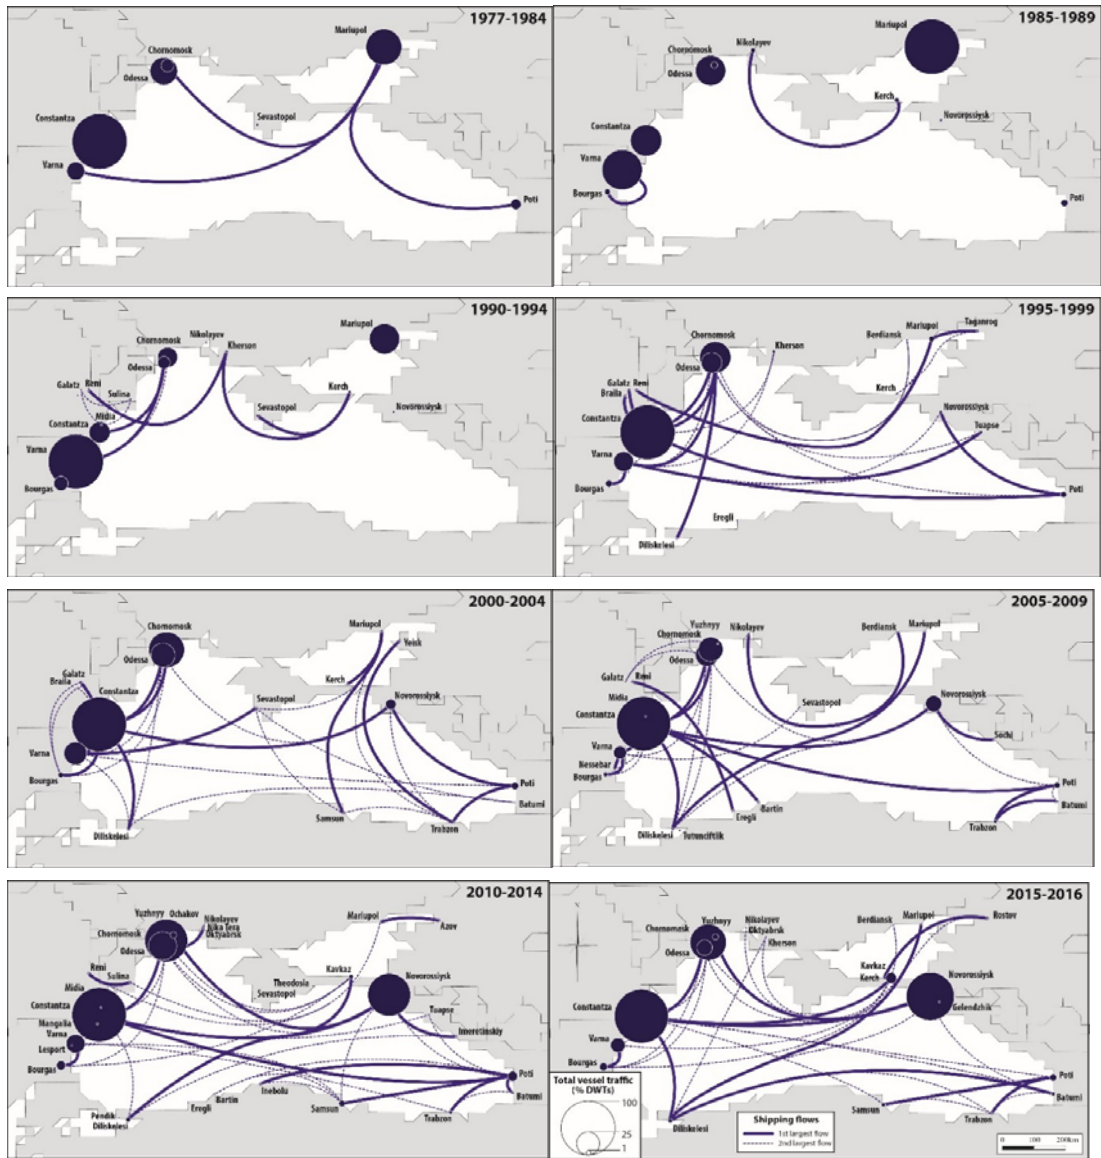 1977-1984
Mariupol
Chornomosk
Odessa
Sevastopol
Constantza
Varna
Poti
1985-1989
Mariupol
Nikolayev
Chornomosk
Odessa
Kerch
Novorossiysk
Constantza
Varna
Bourgas
Poti
1990-1994
Mariupol
Nikolayev
Chornomosk
Kherson
Odessa
Galatz
Reni
Sulina
Kerch
Midia
Sevastopol
Novorossiysk
Constantza
Varna
Bourgas
1995-1999
Taganrog
Mariupol
Berdiansk
Chornomosk
Kherson
Odessa
Galatz Reni
Braila
Kerch
Novorossiysk
Constantza
Tuapse
Varna
Bourgas
Poti
Eregli
Diliskelesi
2000-2004
Mariupol
Chornomosk
Yeisk
Odessa
Galatz
Braila
Kerch
Constantza
Sevastopol
Novorossiysk
Varna
Bourgas
Poti
Batumi
Samsun
Diliskelesi
Trabzon
2005-2009
Yuzhnyy
Nikolayev
Berdiansk
Mariupol
Chornomosk
Odessa
Galatz
Reni
Midia
Sevastopol
Novorossiysk
Constantza
Sochi
Varna
Nessebar
Bourgas
Poti
Batumi
Bartin
Eregli
Diliskelesi
Tutunciftlik
Trabzon
2010-2014
Yuzhnyy
Ochakov
Nikolayev
Nika Tera
Oktyabrsk
Mariupol
Azov
Chornomosk
Odessa
Reni
Sulina
Kavkaz
Theodosia
Novorossiysk
Midia
Sevastopol
Constantza
Tuapse
Mangalia
Varna
Imeretinskiy
Lesport
Bourgas
Poti
Inebolu
Batumi
Bartin
Eregli
Samsun
Pendik
Diliskelesi
Trabzon
2015-2016
Rostov
Yuzhnyy
Nikolayev
Berdiansk
Mariupol
Chornomosk
Oktyabrsk
Kherson
Odessa
Kavkaz
Kerch
Novorossiysk
Constantza
Gelendzhik
Varna
Bourgas
Poti
Batumi
Samsun
Trabzon
Diliskelesi
Total vessel traffic
(% DWTs)
100
25
1
Shipping flows
1st largest flow
2nd largest flow
0 100 200km